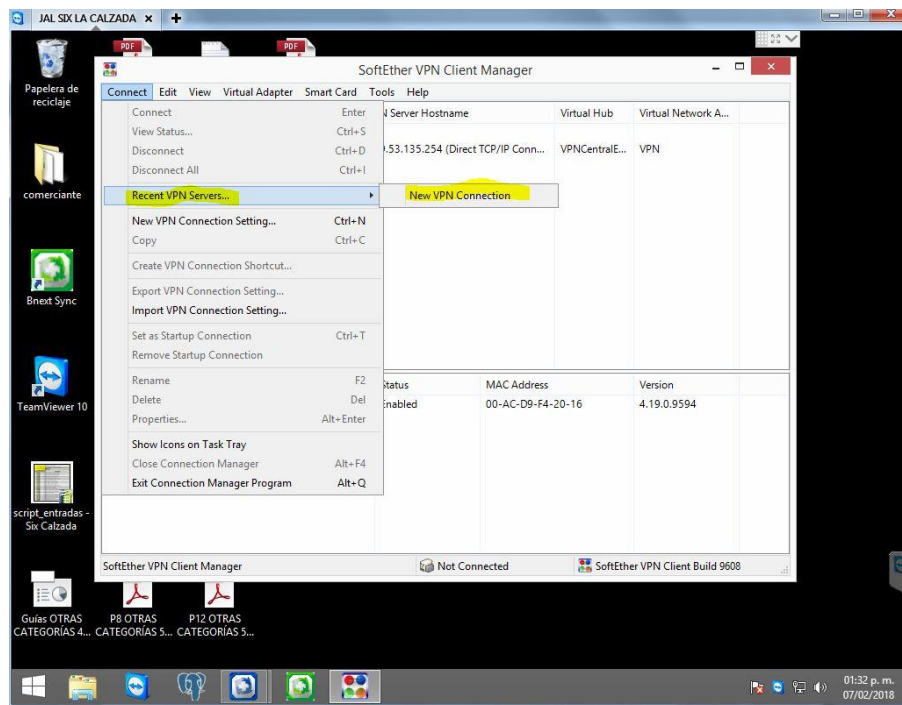 JAL SIX LA CALZADA
PDF
PDF
SoftEther VPN Client Manager
Papelera de
reciclaje
Connect Edit View Virtual Adapter Smart Card Tools Help
Connect Enter
Server Hostname Virtual Hub Virtual Network A...
View Status... Ctrl+S
Disconnect Ctrl+D
.53.135.254 (Direct TCP/IP Conn... VPNCentralE... VPN
Disconnect All Ctrl+I
comerciante
Recent VPN Servers...
New VPN Connection
New VPN Connection Setting... Ctrl+N
Copy Ctrl+C
Create VPN Connection Shortcut...
Export VPN Connection Setting...
Import VPN Connection Setting...
Bnext Sync
Set as Startup Connection Ctrl+T
Remove Startup Connection
Rename F2
Status MAC Address Version
Delete Del
Enabled 00-AC-D9-F4-20-16 4.19.0.9594
TeamViewer 10
Properties... Alt+Enter
Show Icons on Task Tray
Close Connection Manager Alt+F4
Exit Connection Manager Program Alt+Q
script_entradas -
Six Calzada
SoftEther VPN Client Manager Not Connected SoftEther VPN Client Build 9608
Guías OTRAS
CATEGORÍAS 4...
P8 OTRAS
CATEGORÍAS 5...
P12 OTRAS
CATEGORÍAS 5...
01:32 p. m.
07/02/2018